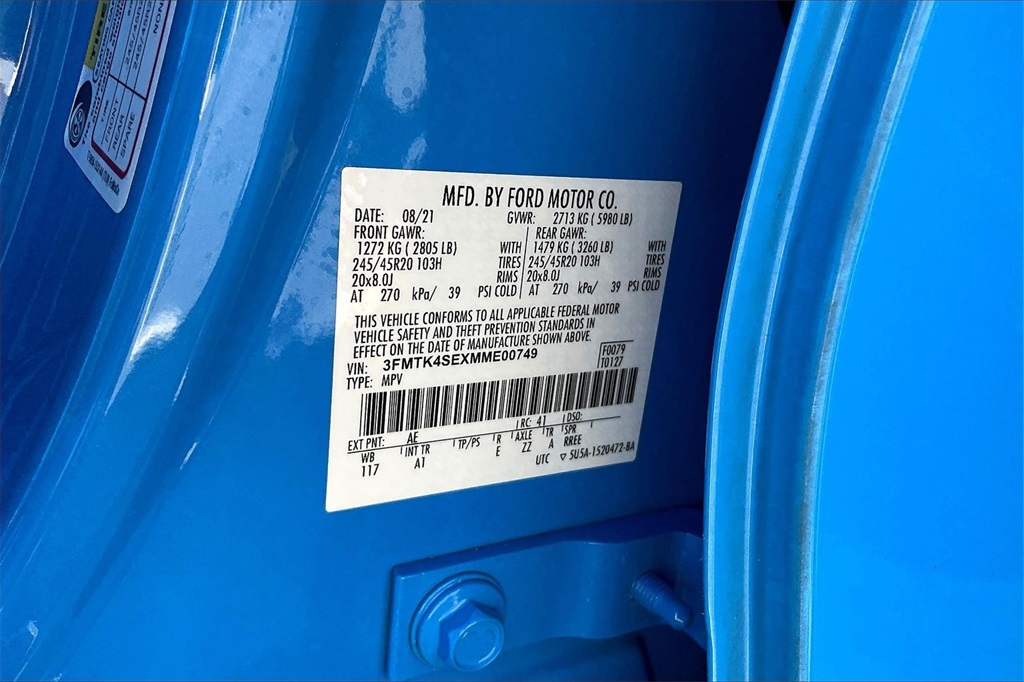 FRONT
REAR
SPARE
NONE
MFD. BY FORD MOTOR CO.
DATE: 08/21 GVWR: 2713 KG ( 5980 LB)
FRONT GAWR: REAR GAWR:
1272 KG ( 2805 LB) WITH 1479 KG ( 3260 LB) WITH
245/45R20 103H TIRES 245/45R20 103H TIRES
20x8.0J RIMS 20x8.0J RIMS
AT 270 kPa/ 39 PSI COLD AT 270 kPa/ 39 PSI COLD
THIS VEHICLE CONFORMS TO ALL APPLICABLE FEDERAL MOTOR
VEHICLE SAFETY AND THEFT PREVENTION STANDARDS IN
EFFECT ON THE DATE OF MANUFACTURE SHOWN ABOVE.
VIN: 3FMTK4SEXMME00749 F0079
TYPE: MPV T0127
EXT PNT: AE RC: 41 DSO:
WB INT TR TP/PS R AXLE TR SPR
117 A1 E ZZ A RREE
UTC ▽ 5U5A-1520472-BA